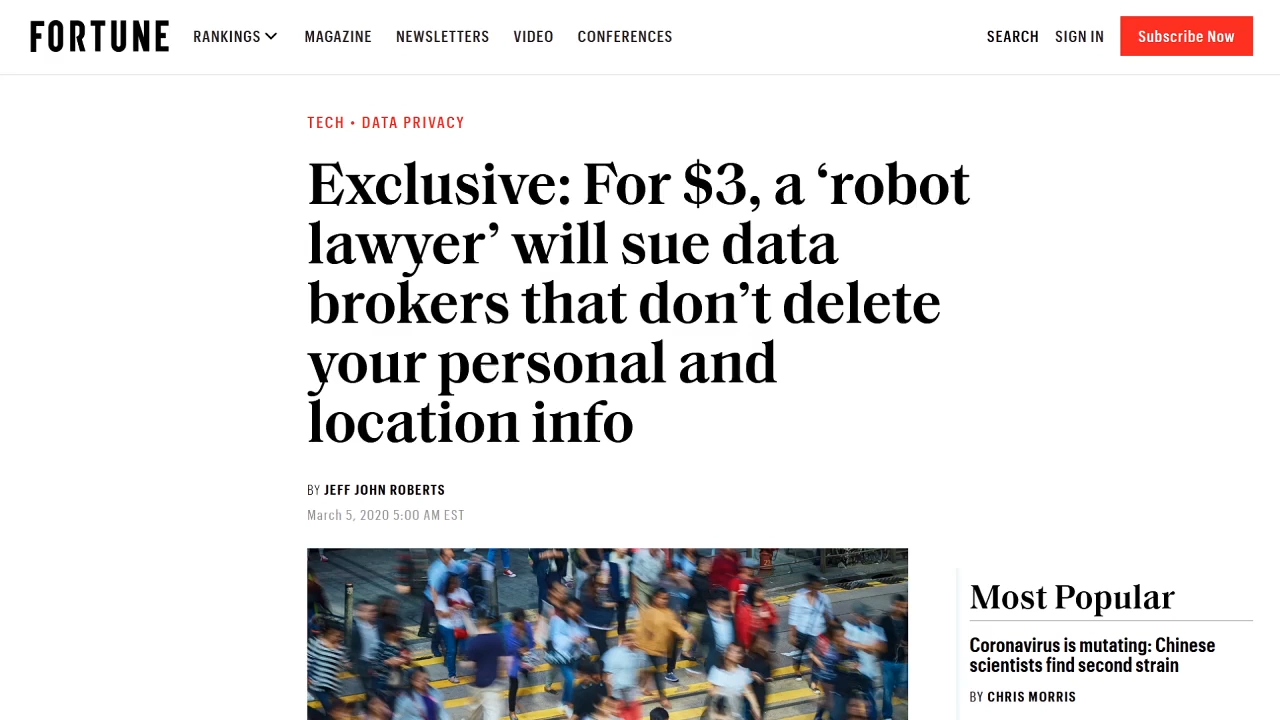 FORTUNE
RANKINGS
MAGAZINE
NEWSLETTERS
VIDEO
CONFERENCES
SEARCH
SIGN IN
Subscribe Now
TECH • DATA PRIVACY
Exclusive: For $3, a ‘robot
lawyer’ will sue data
brokers that don’t delete
your personal and
location info
BY JEFF JOHN ROBERTS
March 5, 2020 5:00 AM EST
Most Popular
Coronavirus is mutating: Chinese
scientists find second strain
BY CHRIS MORRIS